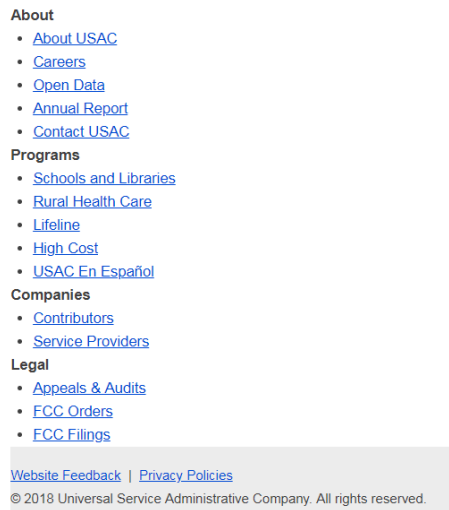 About
• About USAC
• Careers
• Open Data
• Annual Report
• Contact USAC
Programs
• Schools and Libraries
• Rural Health Care
• Lifeline
• High Cost
• USAC En Español
Companies
• Contributors
• Service Providers
Legal
• Appeals & Audits
• FCC Orders
• FCC Filings
Website Feedback | Privacy Policies
© 2018 Universal Service Administrative Company. All rights reserved.